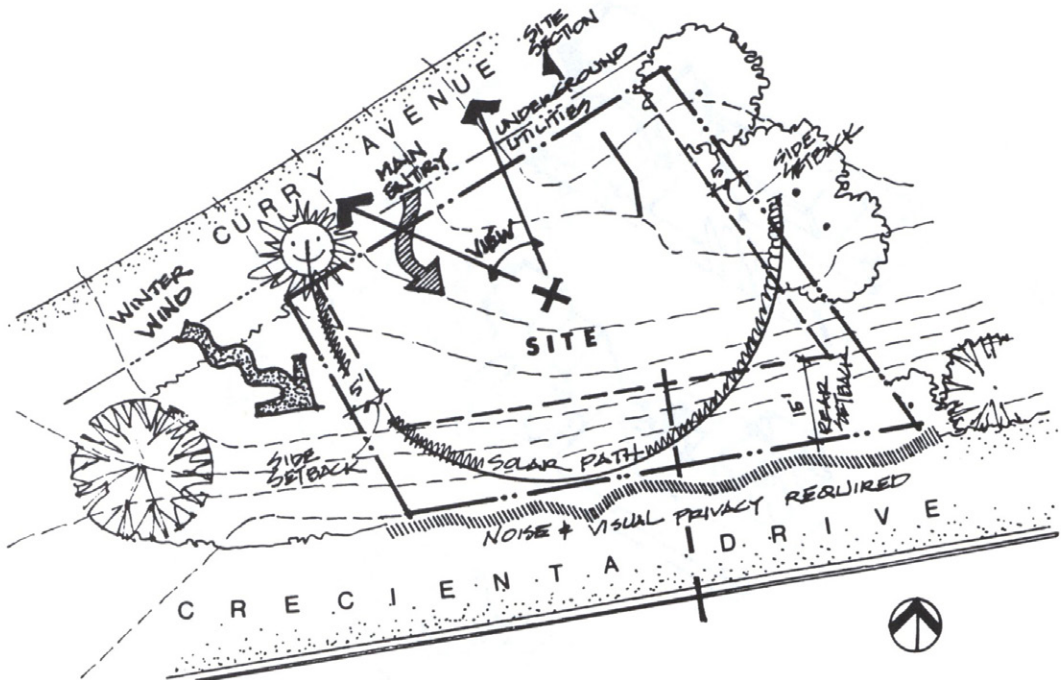 SITE
SECTION
CURRY AVENUE
UNDERGROUND
UTILITIES
MAIN
ENTRY
SIDE
SETBACK
5'
VIEW
WINTER
WIND
SITE
5'
15'
REAR
SETBACK
SIDE
SETBACK
SOLAR PATH
NOISE & VISUAL PRIVACY REQUIRED
CRECIENTA DRIVE